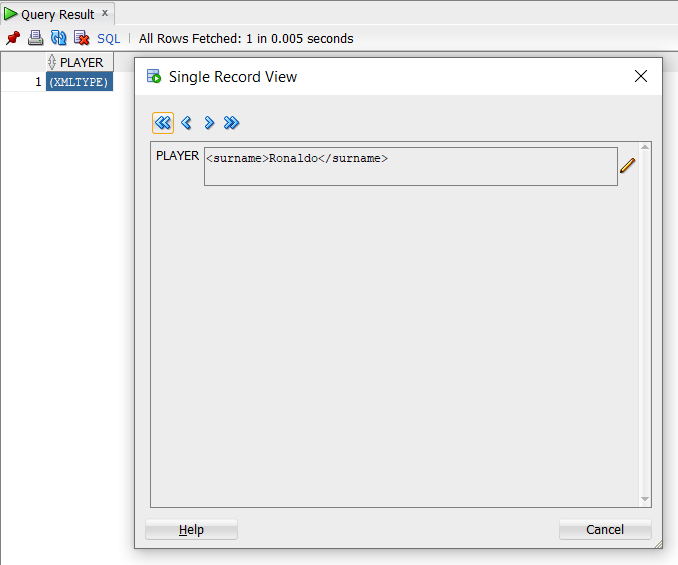 Query Result x
SQL | All Rows Fetched: 1 in 0.005 seconds
PLAYER
1 (XMLTYPE)
Single Record View
PLAYER <surname>Ronaldo</surname>
Help Cancel